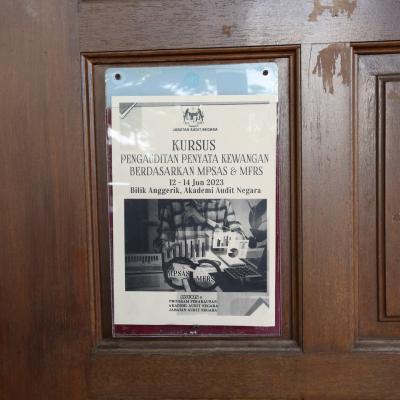 JABATAN AUDIT NEGARA
KURSUS
PENGAUDITAN PENYATA KEWANGAN
BERDASARKAN MPSAS & MFRS
12 - 14 Jun 2023
Bilik Anggerik, Akademi Audit Negara
MPSAS
MFRS
PROGRAM PERAKAUNAN
AKADEMI AUDIT NEGARA
JABATAN AUDIT NEGARA